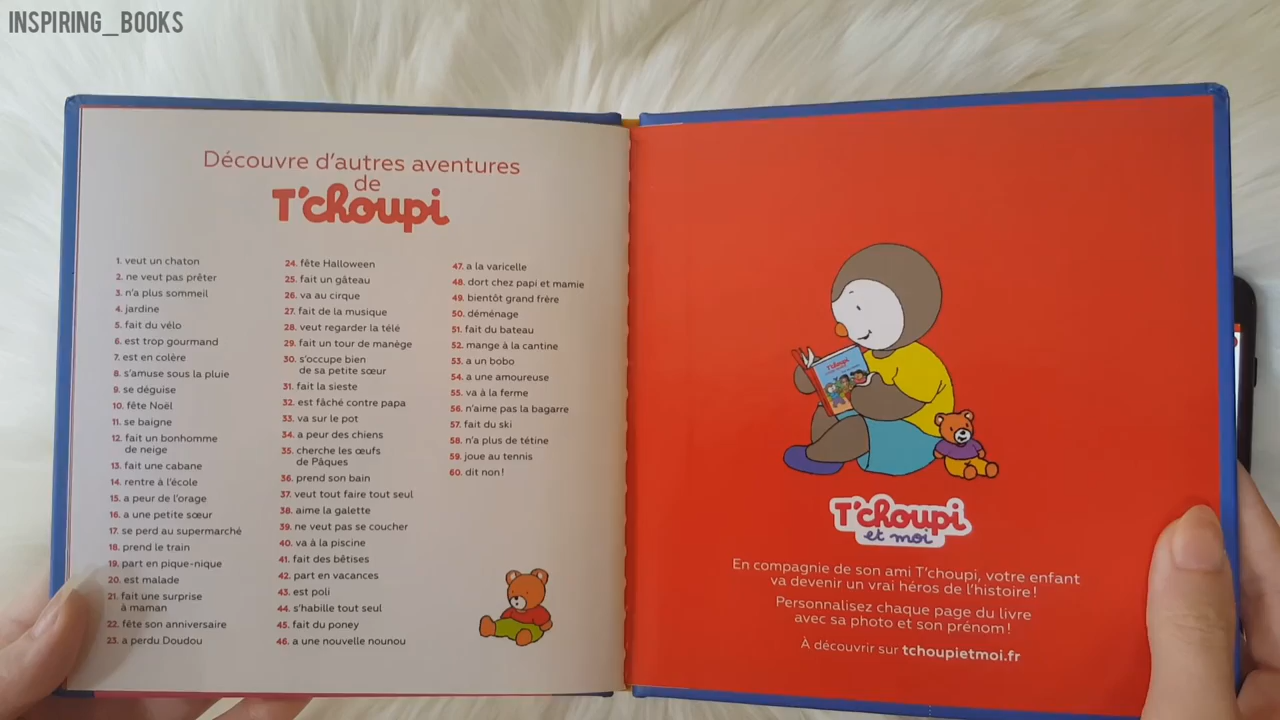 INSPIRING_BOOKS
Découvre d'autres aventures
de
T'choupi
1. veut un chaton
2. ne veut pas prêter
3. n'a plus sommeil
4. jardine
5. fait du vélo
6. est trop gourmand
7. est en colère
8. s'amuse sous la pluie
9. se déguise
10. fête Noël
11. se baigne
12. fait un bonhomme
de neige
13. fait une cabane
14. rentre à l'école
15. a peur de l'orage
16. a une petite sœur
17. se perd au supermarché
18. prend le train
19. part en pique-nique
20. est malade
21. fait une surprise
à maman
22. fête son anniversaire
23. a perdu Doudou
24. fête Halloween
25. fait un gâteau
26. va au cirque
27. fait de la musique
28. veut regarder la télé
29. fait un tour de manège
30. s'occupe bien
de sa petite sœur
31. fait la sieste
32. est fâché contre papa
33. va sur le pot
34. a peur des chiens
35. cherche les œufs
de Pâques
36. prend son bain
37. veut tout faire tout seul
38. aime la galette
39. ne veut pas se coucher
40. va à la piscine
41. fait des bêtises
42. part en vacances
43. est poli
44. s'habille tout seul
45. fait du poney
46. a une nouvelle nounou
47. a la varicelle
48. dort chez papi et mamie
49. bientôt grand frère
50. déménage
51. fait du bateau
52. mange à la cantine
53. a un bobo
54. a une amoureuse
55. va à la ferme
56. n'aime pas la bagarre
57. fait du ski
58. n'a plus de tétine
59. joue au tennis
60. dit non !
T'choupi
T'choupi
et moi
En compagnie de son ami T'choupi, votre enfant
va devenir un vrai héros de l'histoire !
Personnalisez chaque page du livre
avec sa photo et son prénom !
À découvrir sur tchoupietmoi.fr